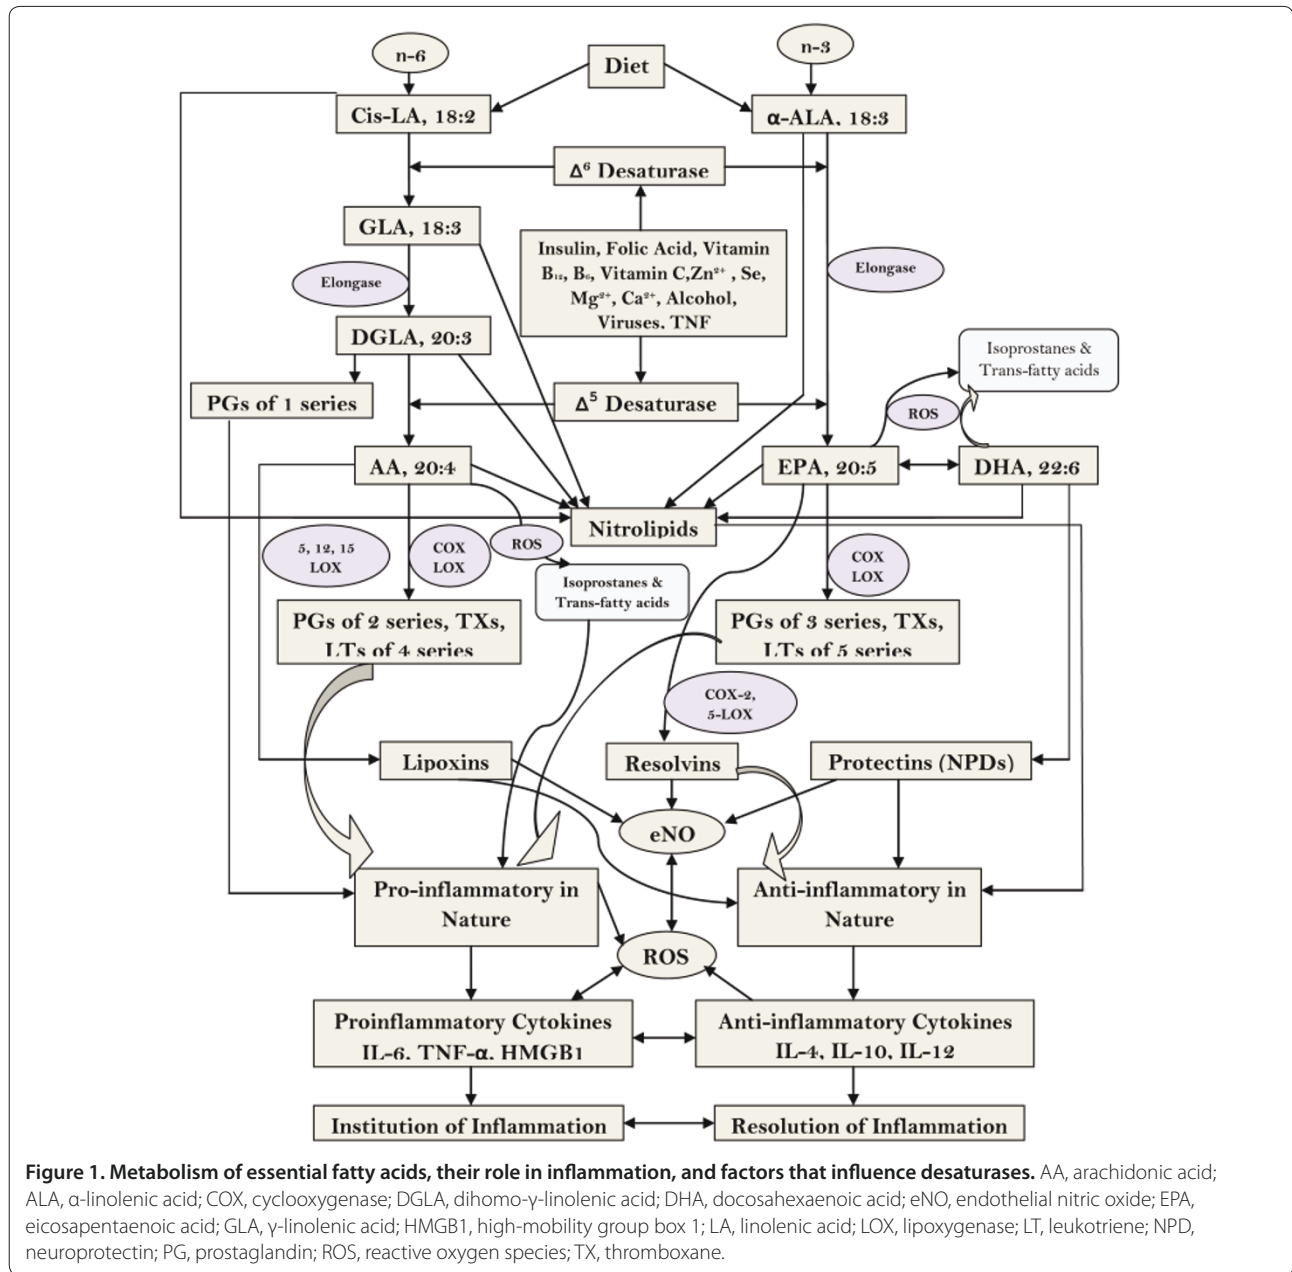 n-6
n-3
Diet
Cis-LA, 18:2
α-ALA, 18:3
Δ⁶ Desaturase
GLA, 18:3
Insulin, Folic Acid, Vitamin
B₁₂, B₆, Vitamin C,Zn²⁺ , Se,
Mg²⁺, Ca²⁺, Alcohol,
Viruses, TNF
Elongase
Elongase
DGLA, 20:3
Isoprostanes &
Trans-fatty acids
PGs of 1 series
Δ⁵ Desaturase
ROS
AA, 20:4
EPA, 20:5
DHA, 22:6
Nitrolipids
5, 12, 15
LOX
COX
LOX
ROS
COX
LOX
Isoprostanes &
Trans-fatty acids
PGs of 2 series, TXs,
LTs of 4 series
PGs of 3 series, TXs,
LTs of 5 series
COX-2,
5-LOX
Lipoxins
Resolvins
Protectins (NPDs)
eNO
Pro-inflammatory in
Nature
Anti-inflammatory in
Nature
ROS
Proinflammatory Cytokines
IL-6, TNF-α, HMGB1
Anti-inflammatory Cytokines
IL-4, IL-10, IL-12
Institution of Inflammation
Resolution of Inflammation
Figure 1. Metabolism of essential fatty acids, their role in inflammation, and factors that influence desaturases. AA, arachidonic acid;
ALA, α-linolenic acid; COX, cyclooxygenase; DGLA, dihomo-γ-linolenic acid; DHA, docosahexaenoic acid; eNO, endothelial nitric oxide; EPA,
eicosapentaenoic acid; GLA, γ-linolenic acid; HMGB1, high-mobility group box 1; LA, linolenic acid; LOX, lipoxygenase; LT, leukotriene; NPD,
neuroprotectin; PG, prostaglandin; ROS, reactive oxygen species; TX, thromboxane.